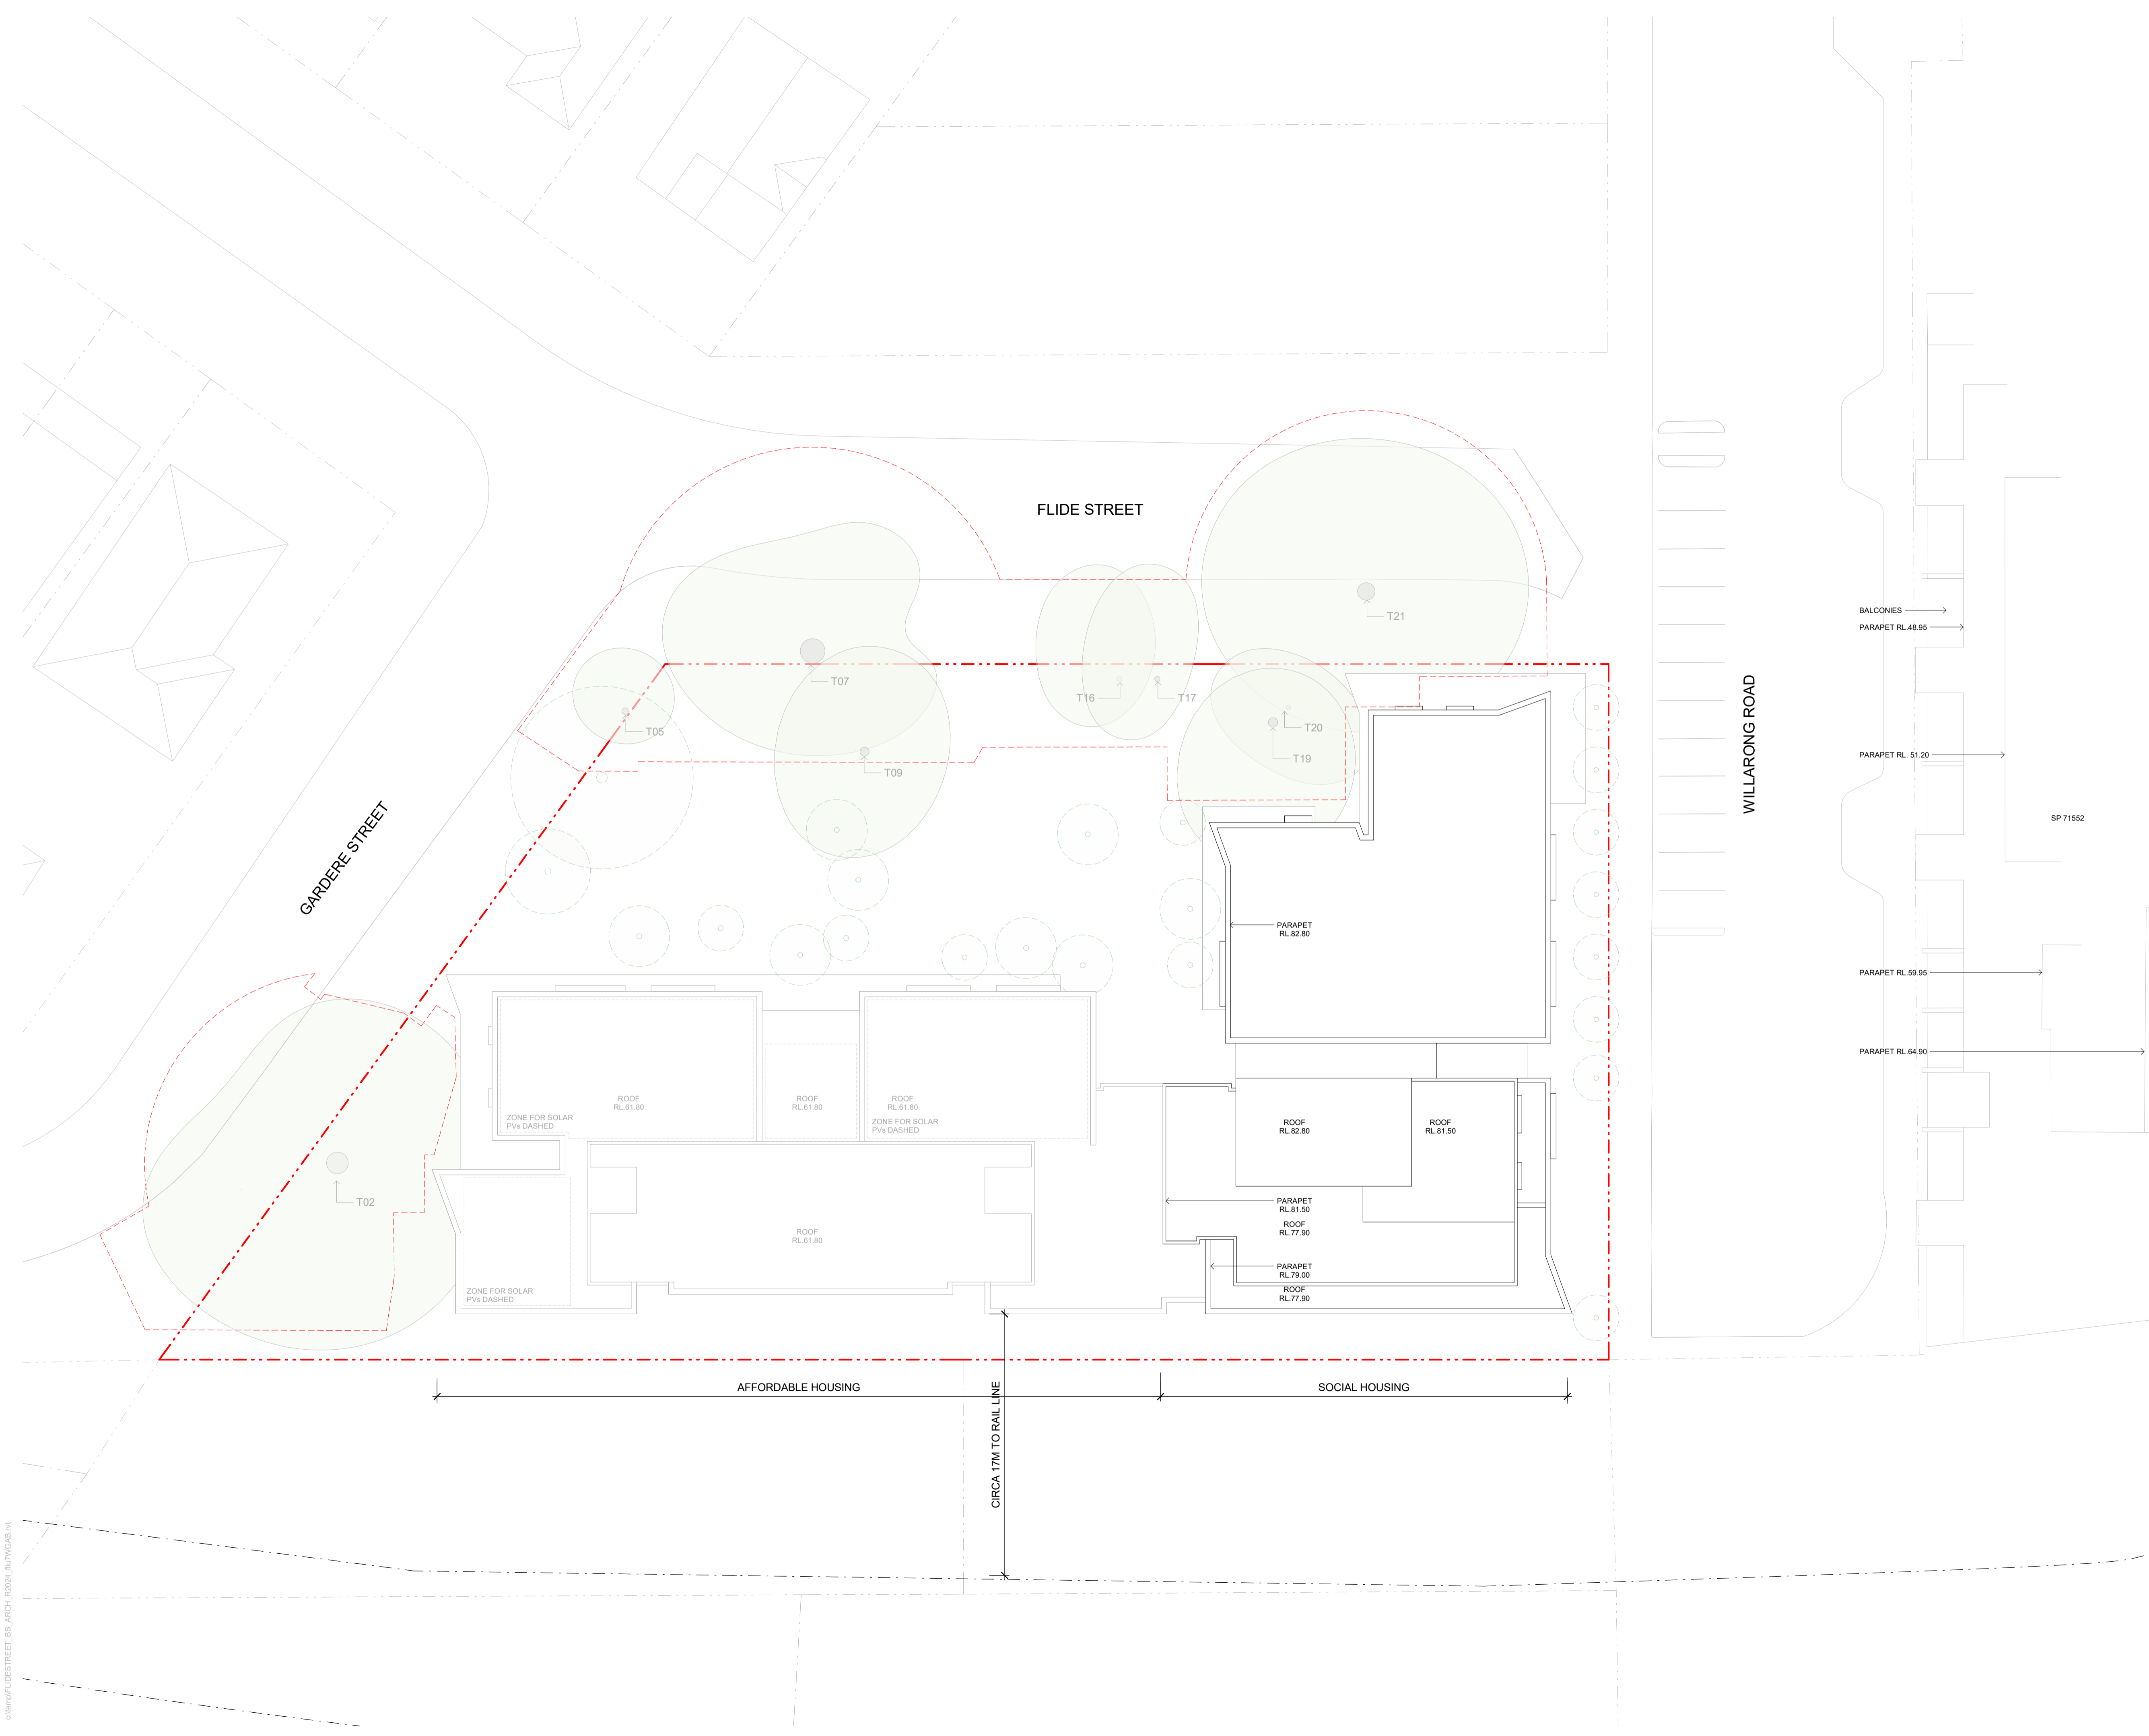 FLIDE STREET
T21
BALCONIES
PARAPET RL.48.95
T07
T16
T17
WILLARONG ROAD
T05
T20
T19
PARAPET RL. 51.20
T09
SP 71552
GARDERE STREET
PARAPET
RL.82.80
PARAPET RL.59.95
PARAPET RL.64.90
ROOF
RL.61.80
ROOF
RL.61.80
ROOF
RL.61.80
ZONE FOR SOLAR
PVs DASHED
ZONE FOR SOLAR
PVs DASHED
ROOF
RL.82.80
ROOF
RL.81.50
T02
PARAPET
RL.81.50
ROOF
RL.77.90
ROOF
RL.61.80
PARAPET
RL.79.00
ROOF
RL.77.90
ZONE FOR SOLAR
PVs DASHED
AFFORDABLE HOUSING
SOCIAL HOUSING
CIRCA 17M TO RAIL LINE